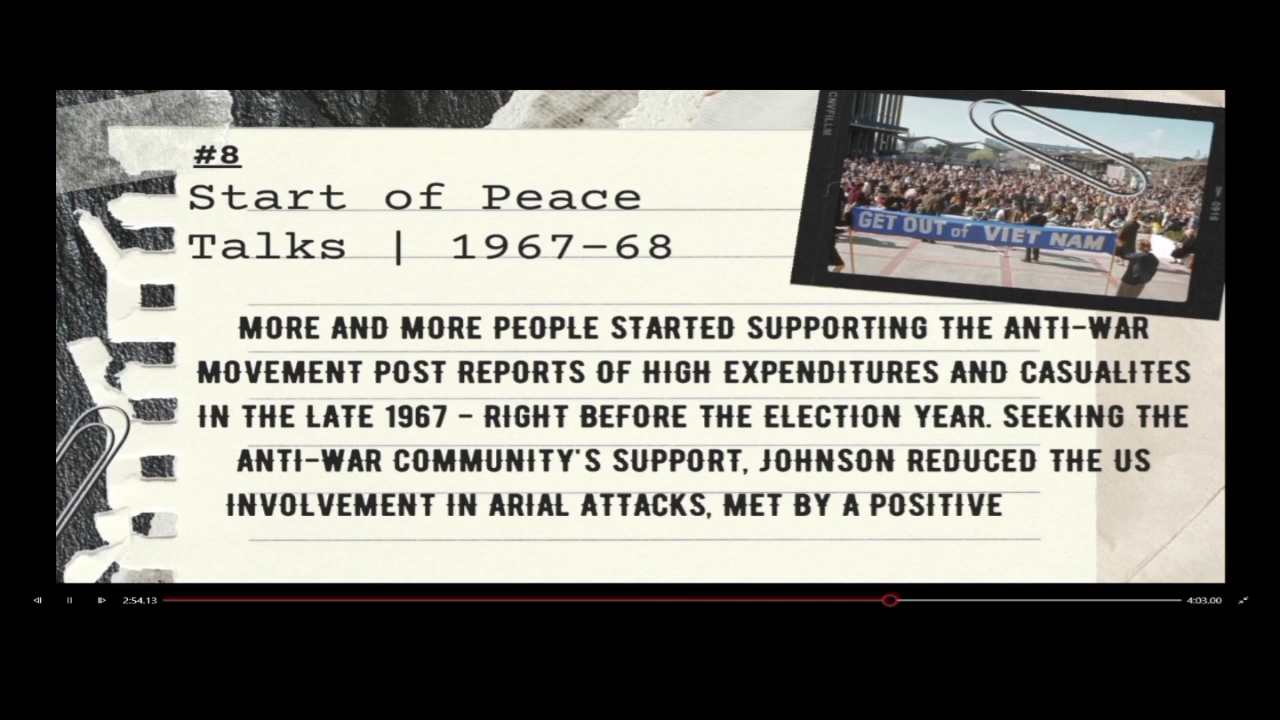 #8
Start of Peace
Talks | 1967-68
GET OUT of VIET NAM
MORE AND MORE PEOPLE STARTED SUPPORTING THE ANTI-WAR
MOVEMENT POST REPORTS OF HIGH EXPENDITURES AND CASUALITES
IN THE LATE 1967 - RIGHT BEFORE THE ELECTION YEAR. SEEKING THE
ANTI-WAR COMMUNITY'S SUPPORT, JOHNSON REDUCED THE US
INVOLVEMENT IN ARIAL ATTACKS, MET BY A POSITIVE
2:54.13
4:03.00